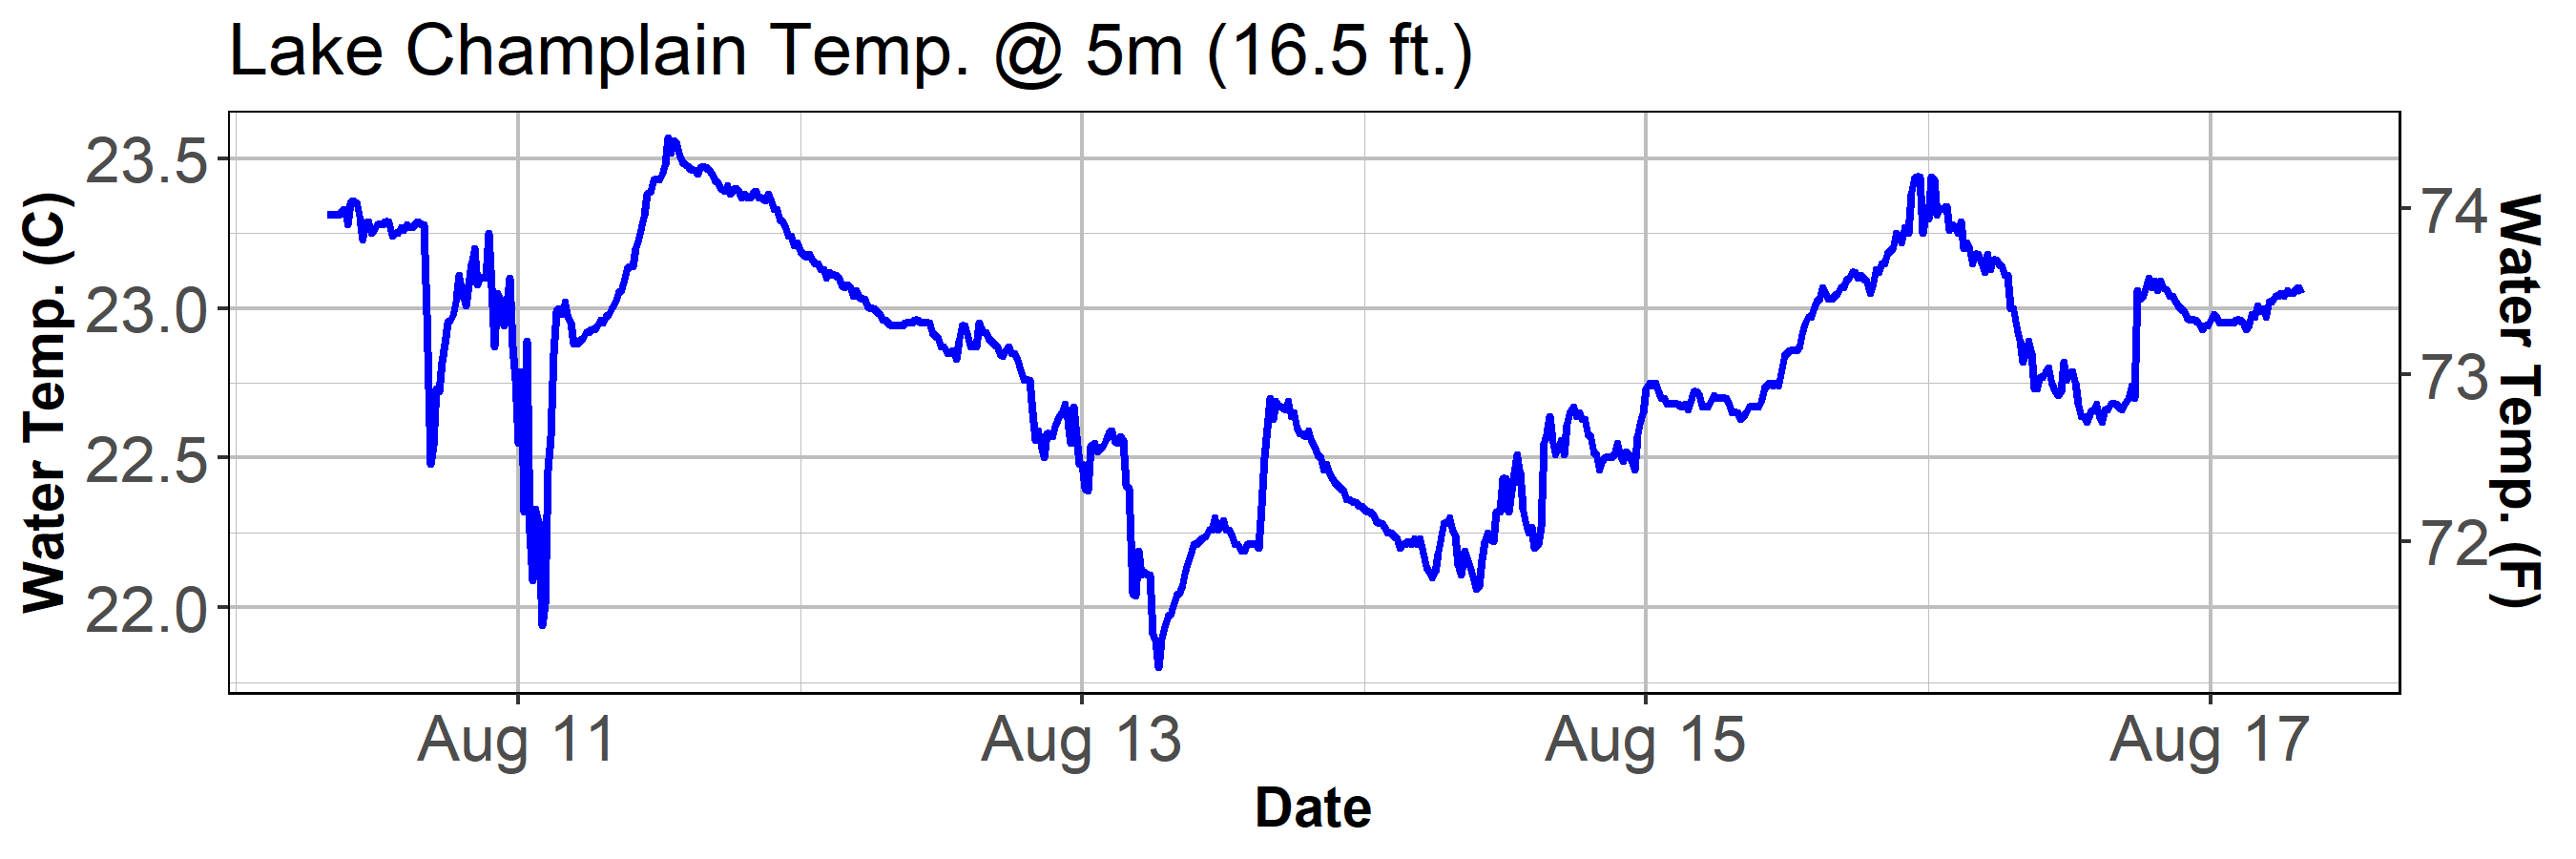 Lake Champlain Temp. @ 5m (16.5 ft.)
Water Temp. (C)
23.5
23.0
22.5
22.0
74
73
72
Water Temp. (F)
Aug 11
Aug 13
Aug 15
Aug 17
Date